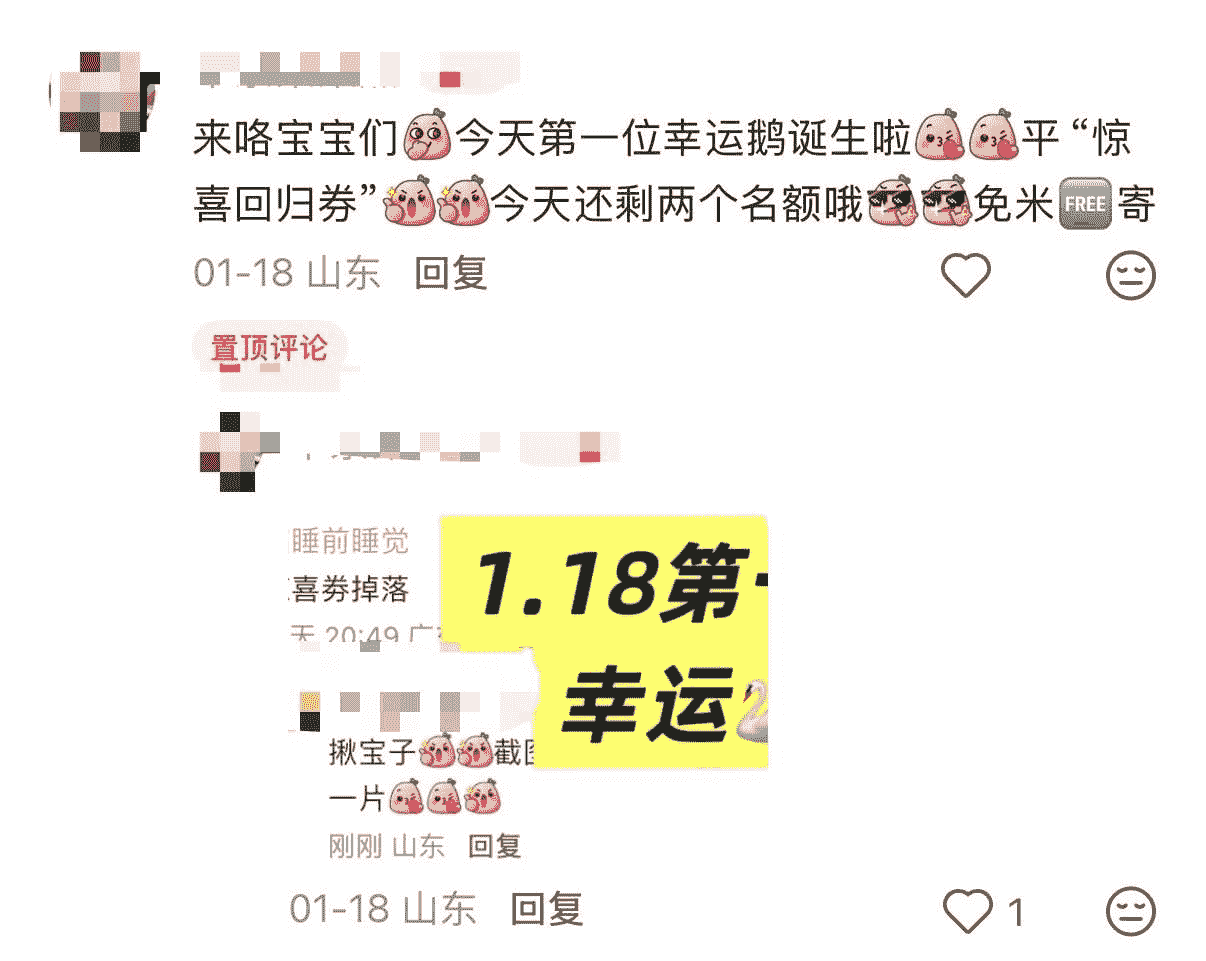 来咯宝宝们今天第一位幸运鹅诞生啦平“惊
喜回归券”今天还剩两个名额哦免米FREE寄
01-18 山东 回复
置顶评论
睡前睡觉
喜券掉落
天 20:49
1.18第
幸运
揪宝子截
一片
刚刚 山东 回复
01-18 山东 回复
1